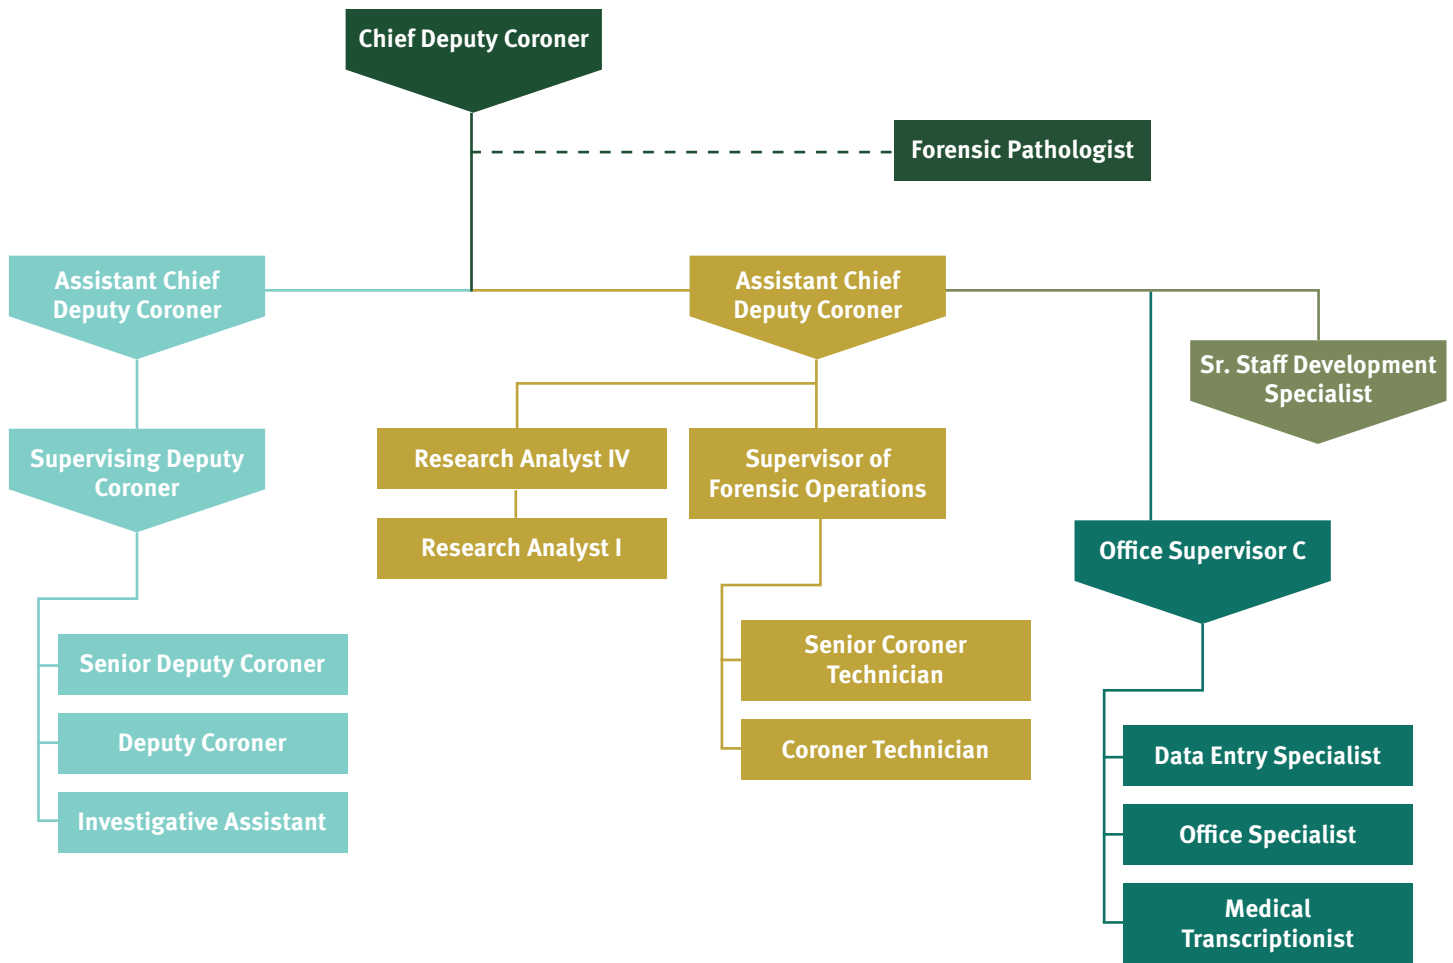 Chief Deputy Coroner
Forensic Pathologist
Assistant Chief
Deputy Coroner
Assistant Chief
Deputy Coroner
Sr. Staff Development
Specialist
Supervising Deputy
Coroner
Research Analyst IV
Supervisor of
Forensic Operations
Research Analyst I
Office Supervisor C
Senior Deputy Coroner
Deputy Coroner
Investigative Assistant
Senior Coroner
Technician
Coroner Technician
Data Entry Specialist
Office Specialist
Medical
Transcriptionist